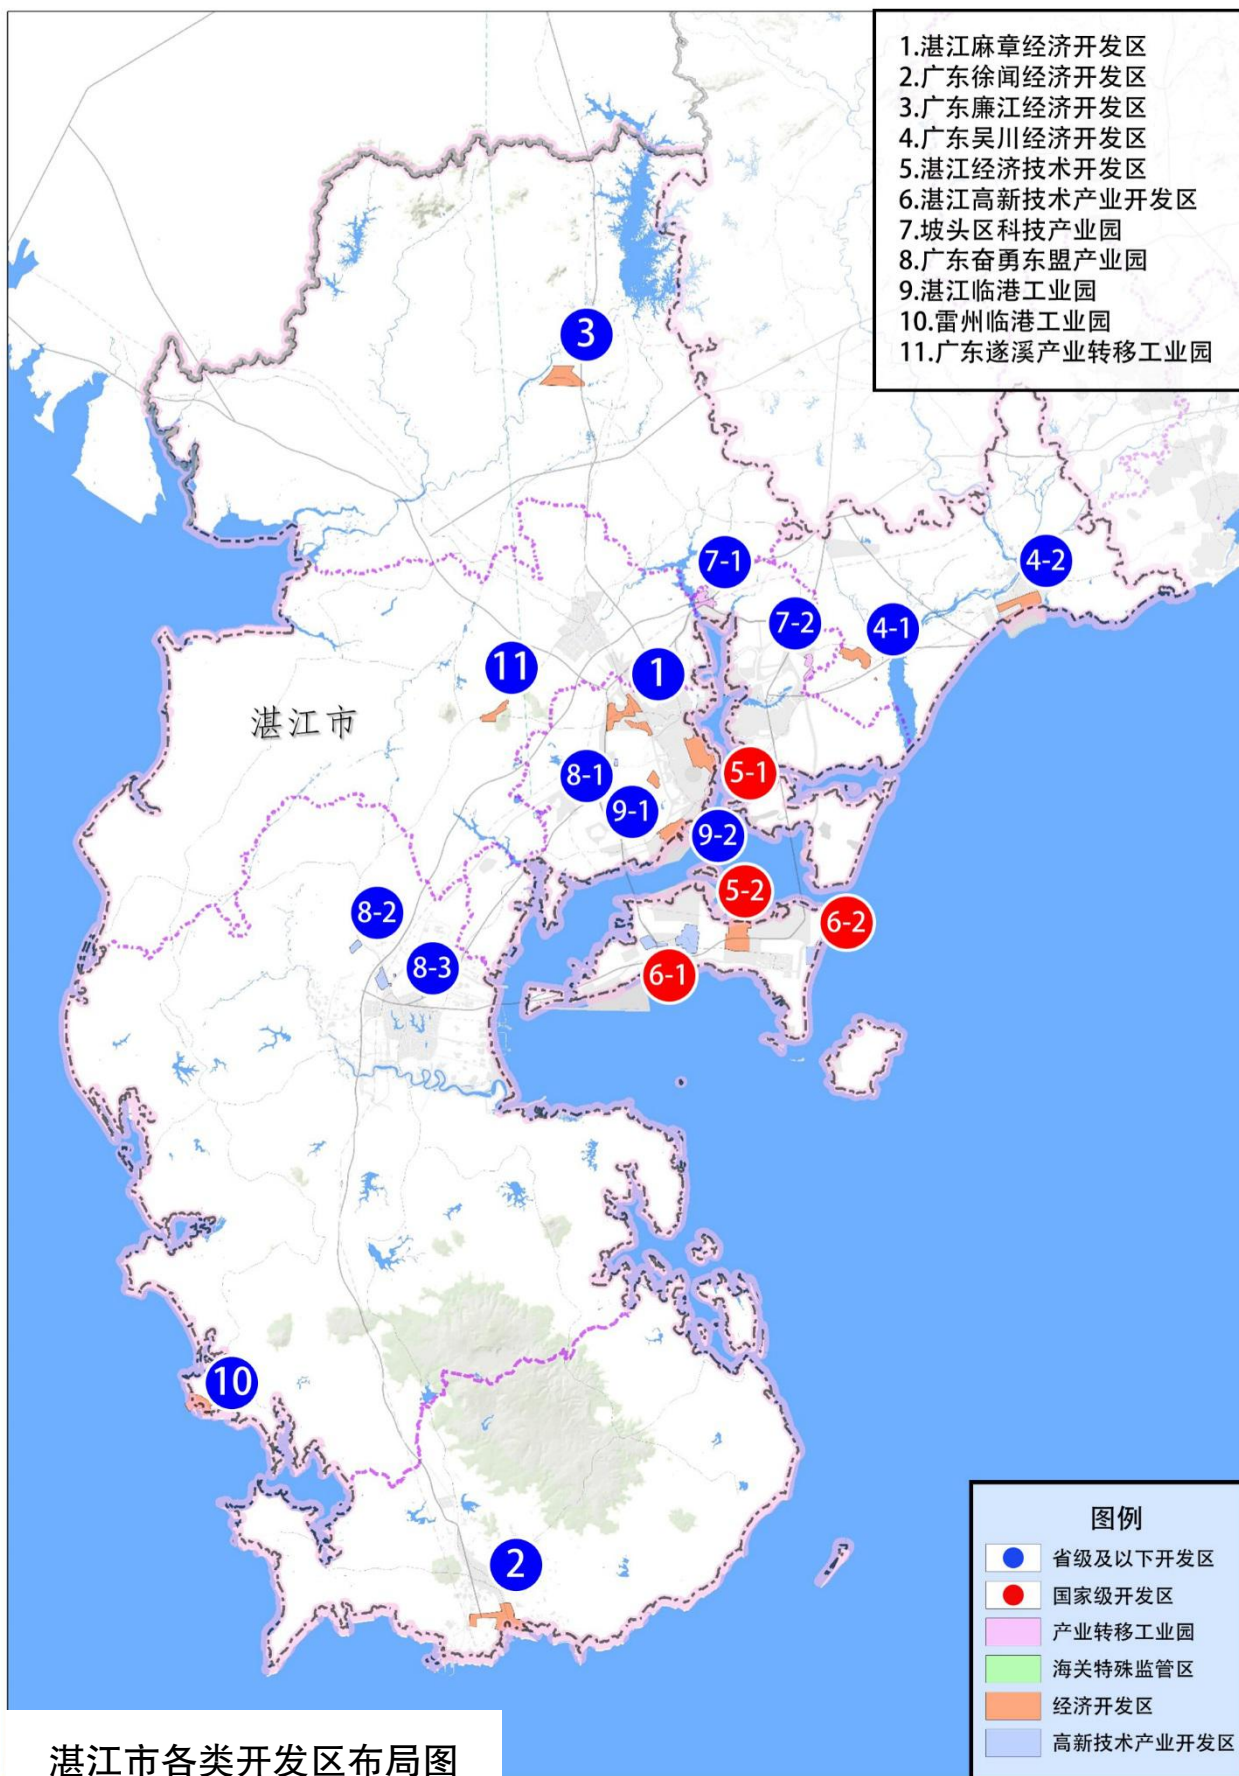 1.湛江麻章经济开发区
2.广东徐闻经济开发区
3.广东廉江经济开发区
4.广东吴川经济开发区
5.湛江经济技术开发区
6.湛江高新技术产业开发区
7.坡头区科技产业园
8.广东奋勇东盟产业园
9.湛江临港工业园
10.雷州临港工业园
11.广东遂溪产业转移工业园
3
7-1
4-2
7-2
4-1
11
1
湛江市
8-1
5-1
9-1
9-2
5-2
8-2
6-2
8-3
6-1
10
2
图例
省级及以下开发区
国家级开发区
产业转移工业园
海关特殊监管区
经济开发区
高新技术产业开发区
湛江市各类开发区布局图